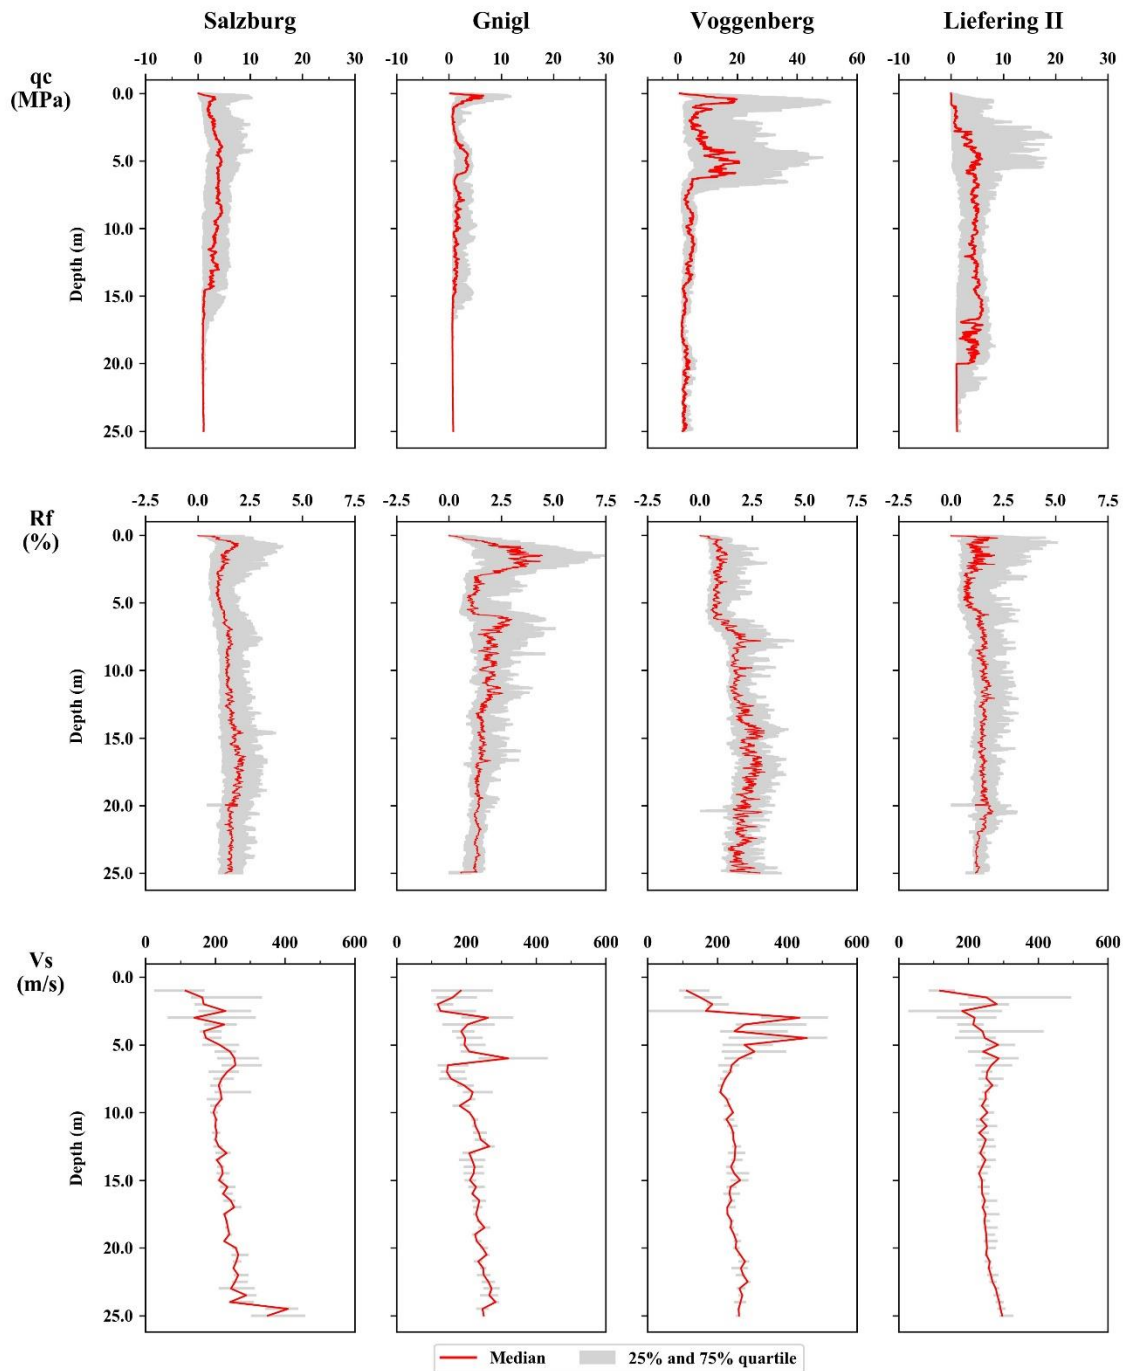 Salzburg Gnigl Voggenberg Liefering II
qc
(MPa)
-10 0 10 20 30 -10 0 10 20 30 -10 0 20 40 60 -10 0 10 20 30
0.0
5.0
Depth (m)
10.0
15.0
20.0
25.0
Rf
(%)
-2.5 0.0 2.5 5.0 7.5 -2.5 0.0 2.5 5.0 7.5 -2.5 0.0 2.5 5.0 7.5 -2.5 0.0 2.5 5.0 7.5
0.0
5.0
Depth (m)
10.0
15.0
20.0
25.0
Vs
(m/s)
0 200 400 600 0 200 400 600 0 200 400 600 0 200 400 600
0.0
5.0
Depth (m)
10.0
15.0
20.0
25.0
Median 25% and 75% quartile